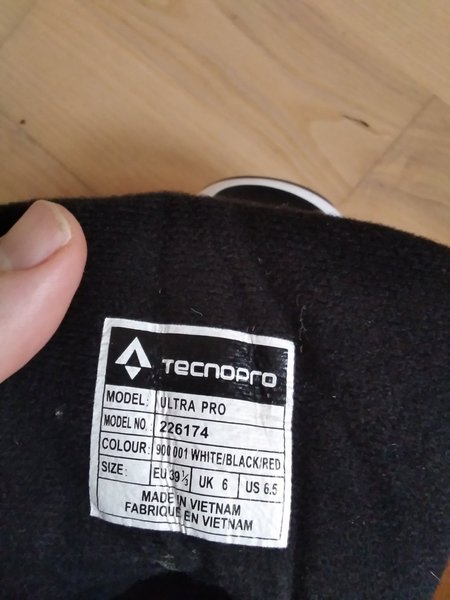 TECNOPRO
MODEL: ULTRA PRO
MODEL NO. 226174
COLOUR: 900 001 WHITE/BLACK/RED
SIZE: EU 39 ⅓ UK 6 US 6.5
MADE IN VIETNAM
FABRIQUE EN VIETNAM